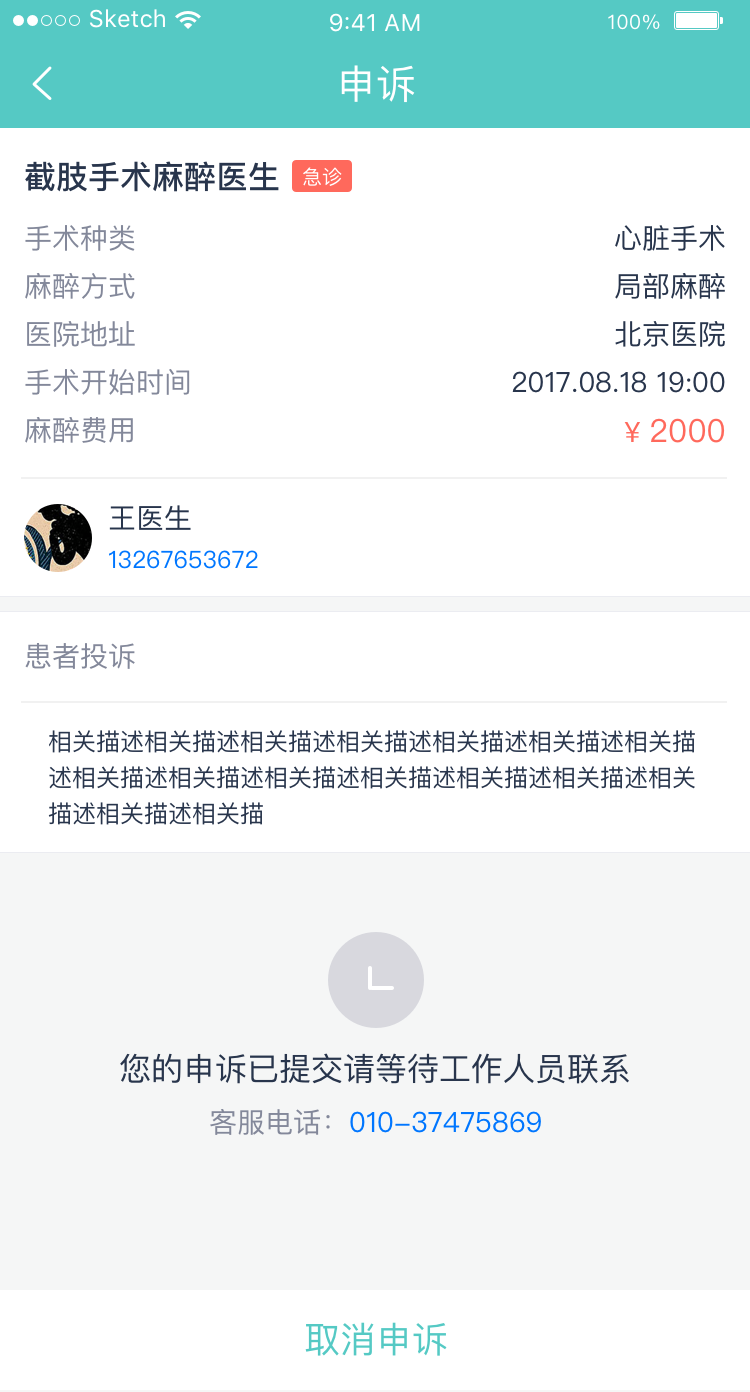 Sketch 9:41 AM 100%
申诉
截肢手术麻醉医生 急诊
手术种类 心脏手术
麻醉方式 局部麻醉
医院地址 北京医院
手术开始时间 2017.08.18 19:00
麻醉费用 ¥ 2000
王医生
13267653672
患者投诉
相关描述相关描述相关描述相关描述相关描述相关描述相关描
述相关描述相关描述相关描述相关描述相关描述相关描述相关
描述相关描述相关描
您的申诉已提交请等待工作人员联系
客服电话：010–37475869
取消申诉